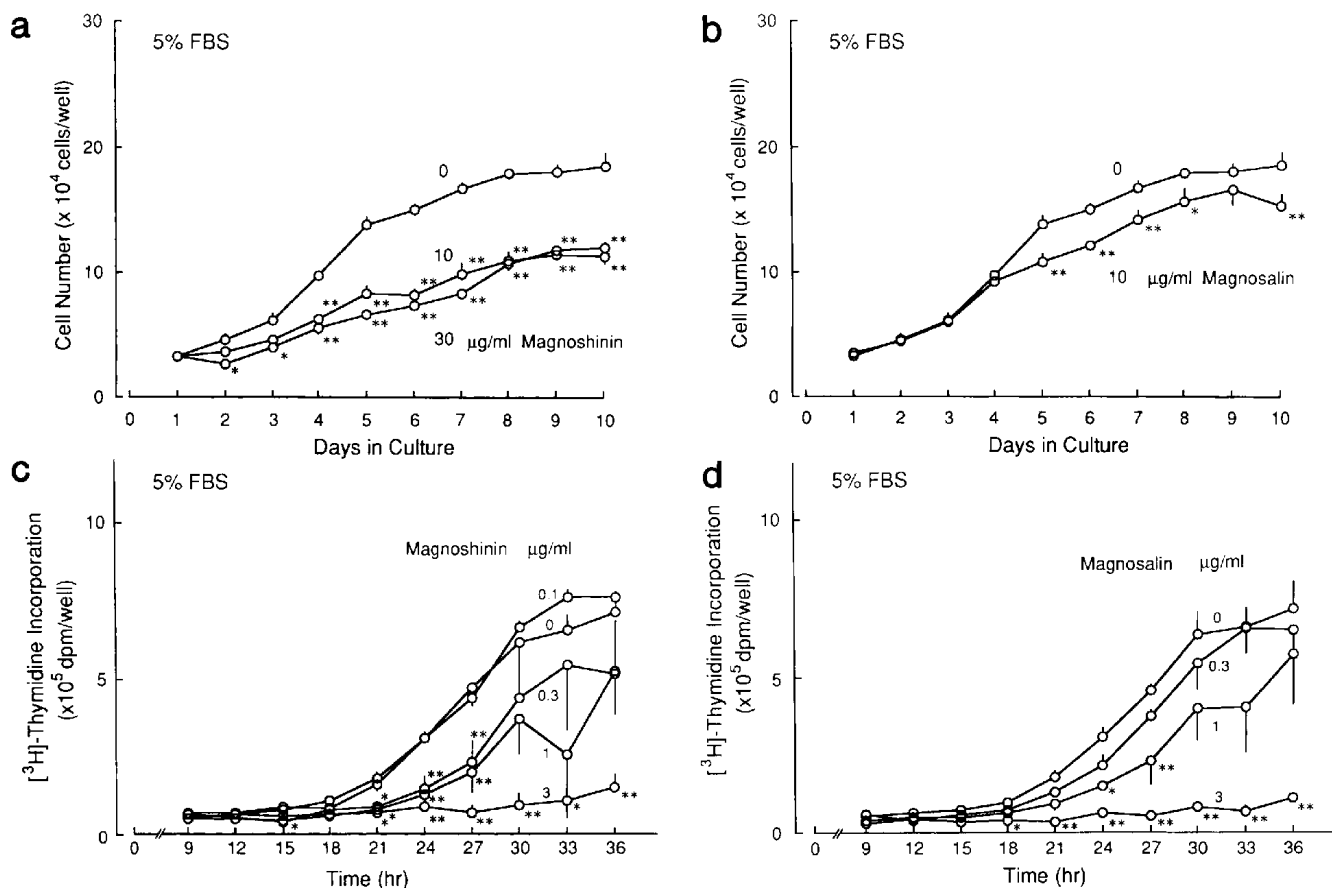 a
5% FBS
30
20
10
0
Cell Number (x 10⁴ cells/well)
0
10
30 μg/ml Magnoshinin
*
*
**
**
**
**
**
**
**
**
**
**
**
**
**
**
0 1 2 3 4 5 6 7 8 9 10
Days in Culture
b
5% FBS
30
20
10
0
Cell Number (x 10⁴ cells/well)
0
10 μg/ml Magnosalin
**
**
**
*
**
0 1 2 3 4 5 6 7 8 9 10
Days in Culture
c
5% FBS
10
5
0
[³H]-Thymidine Incorporation
(x10⁵ dpm/well)
Magnoshinin μg/ml
0.1
0
0.3
1
3
*
*
**
**
**
**
**
**
**
**
*
**
0 9 12 15 18 21 24 27 30 33 36
Time (hr)
d
5% FBS
10
5
0
[³H]-Thymidine Incorporation
(x10⁵ dpm/well)
Magnosalin μg/ml
0
0.3
1
3
*
**
*
**
**
**
**
**
**
0 9 12 15 18 21 24 27 30 33 36
Time (hr)